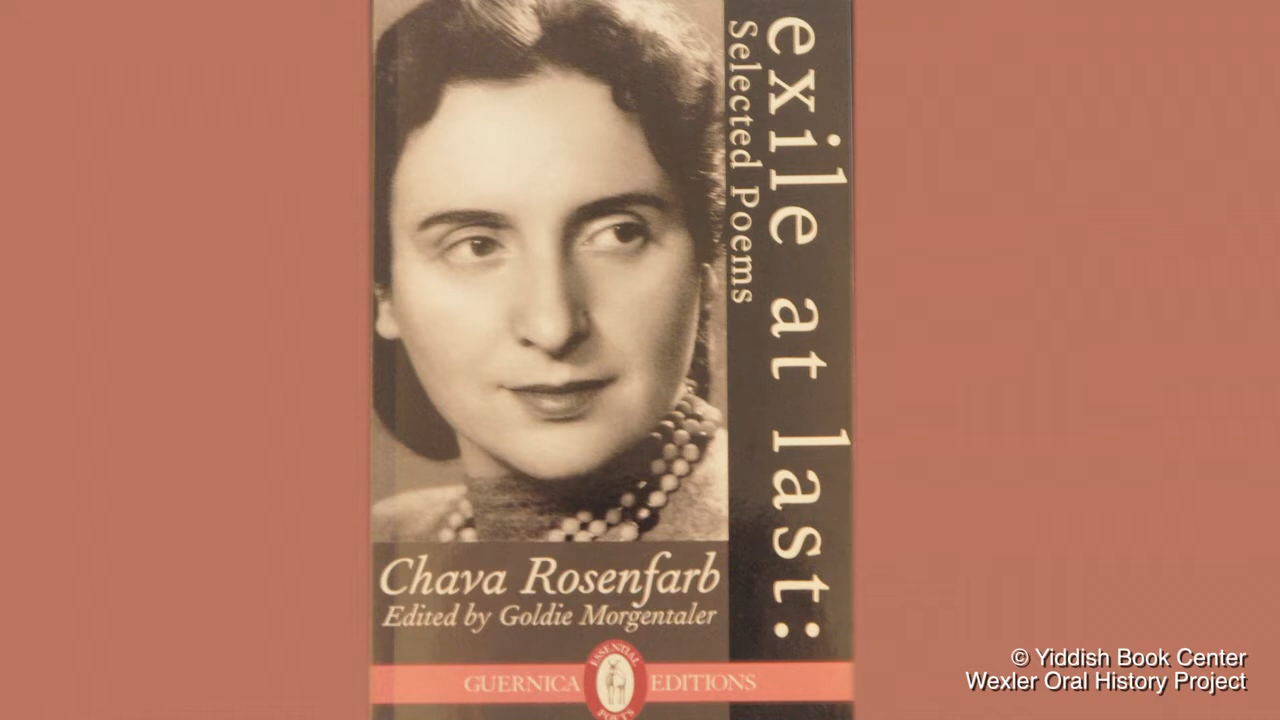 exile at last:
Selected Poems
Chava Rosenfarb
Edited by Goldie Morgentaler
ESSENTIAL
GUERNICA EDITIONS
POETS
© Yiddish Book Center
Wexler Oral History Project